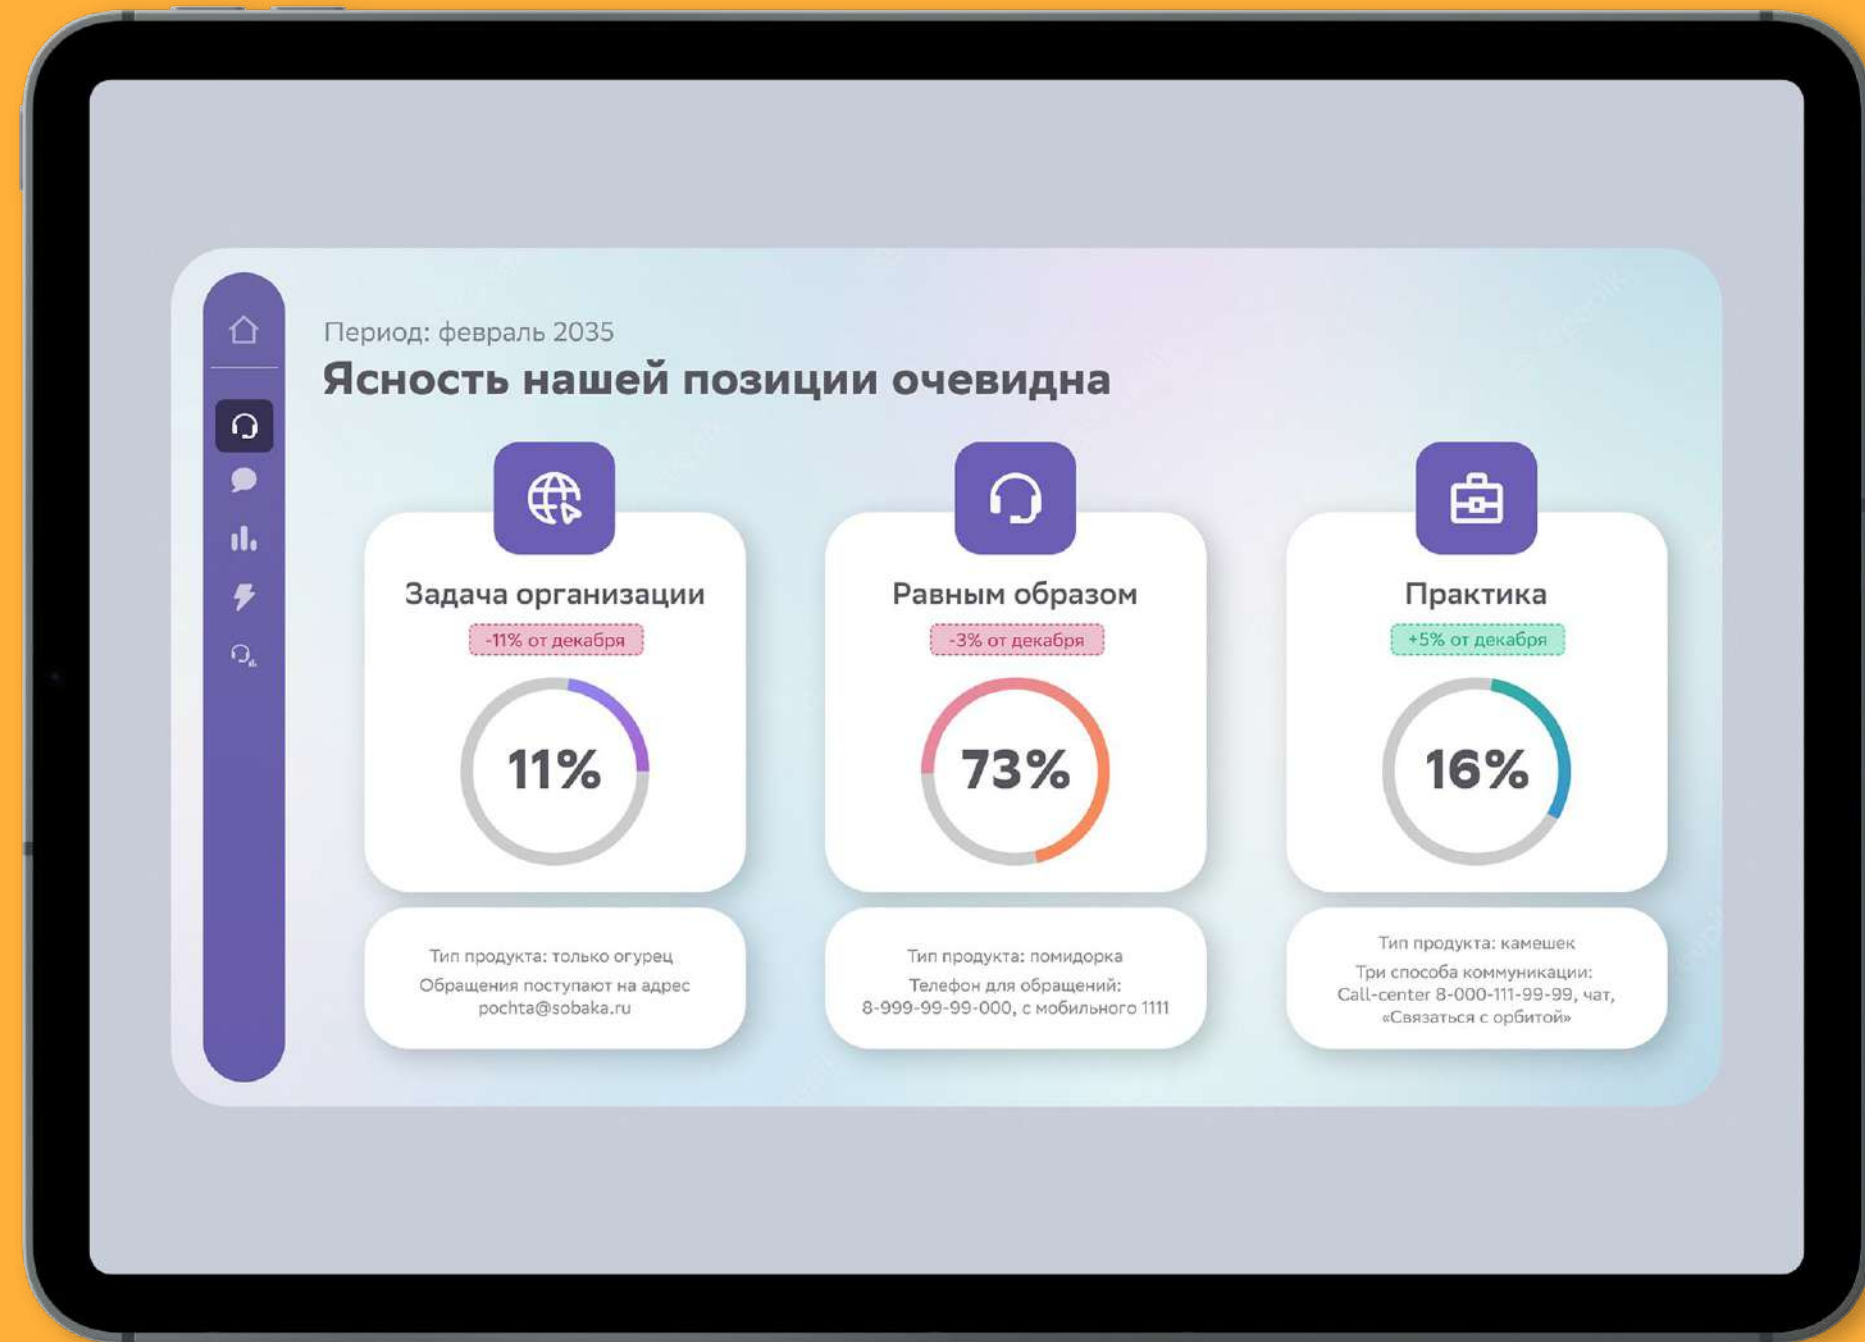 Период: февраль 2035
Ясность нашей позиции очевидна
Задача организации
-11% от декабря
11%
Тип продукта: только огурец
Обращения поступают на адрес
pochta@sobaka.ru
Равным образом
-3% от декабря
73%
Тип продукта: помидорка
Телефон для обращений:
8-999-99-99-000, с мобильного 1111
Практика
+5% от декабря
16%
Тип продукта: камешек
Три способа коммуникации:
Call-center 8-000-111-99-99, чат,
«Связаться с орбитой»